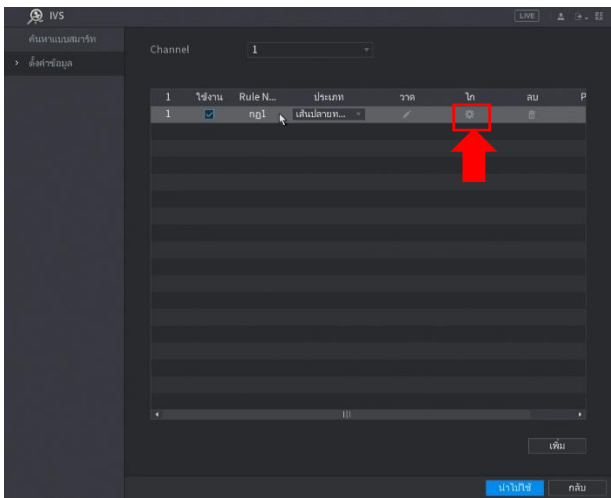 IVS
LIVE
ค้นหาแบบสมาร์ท
ตั้งค่าข้อมูล
Channel 1
1 ใช้งาน Rule N... ประเภท วาด ไก ลบ P
1 กฏ1 เส้นปลายท...
เพิ่ม
นำไปใช้ กลับ